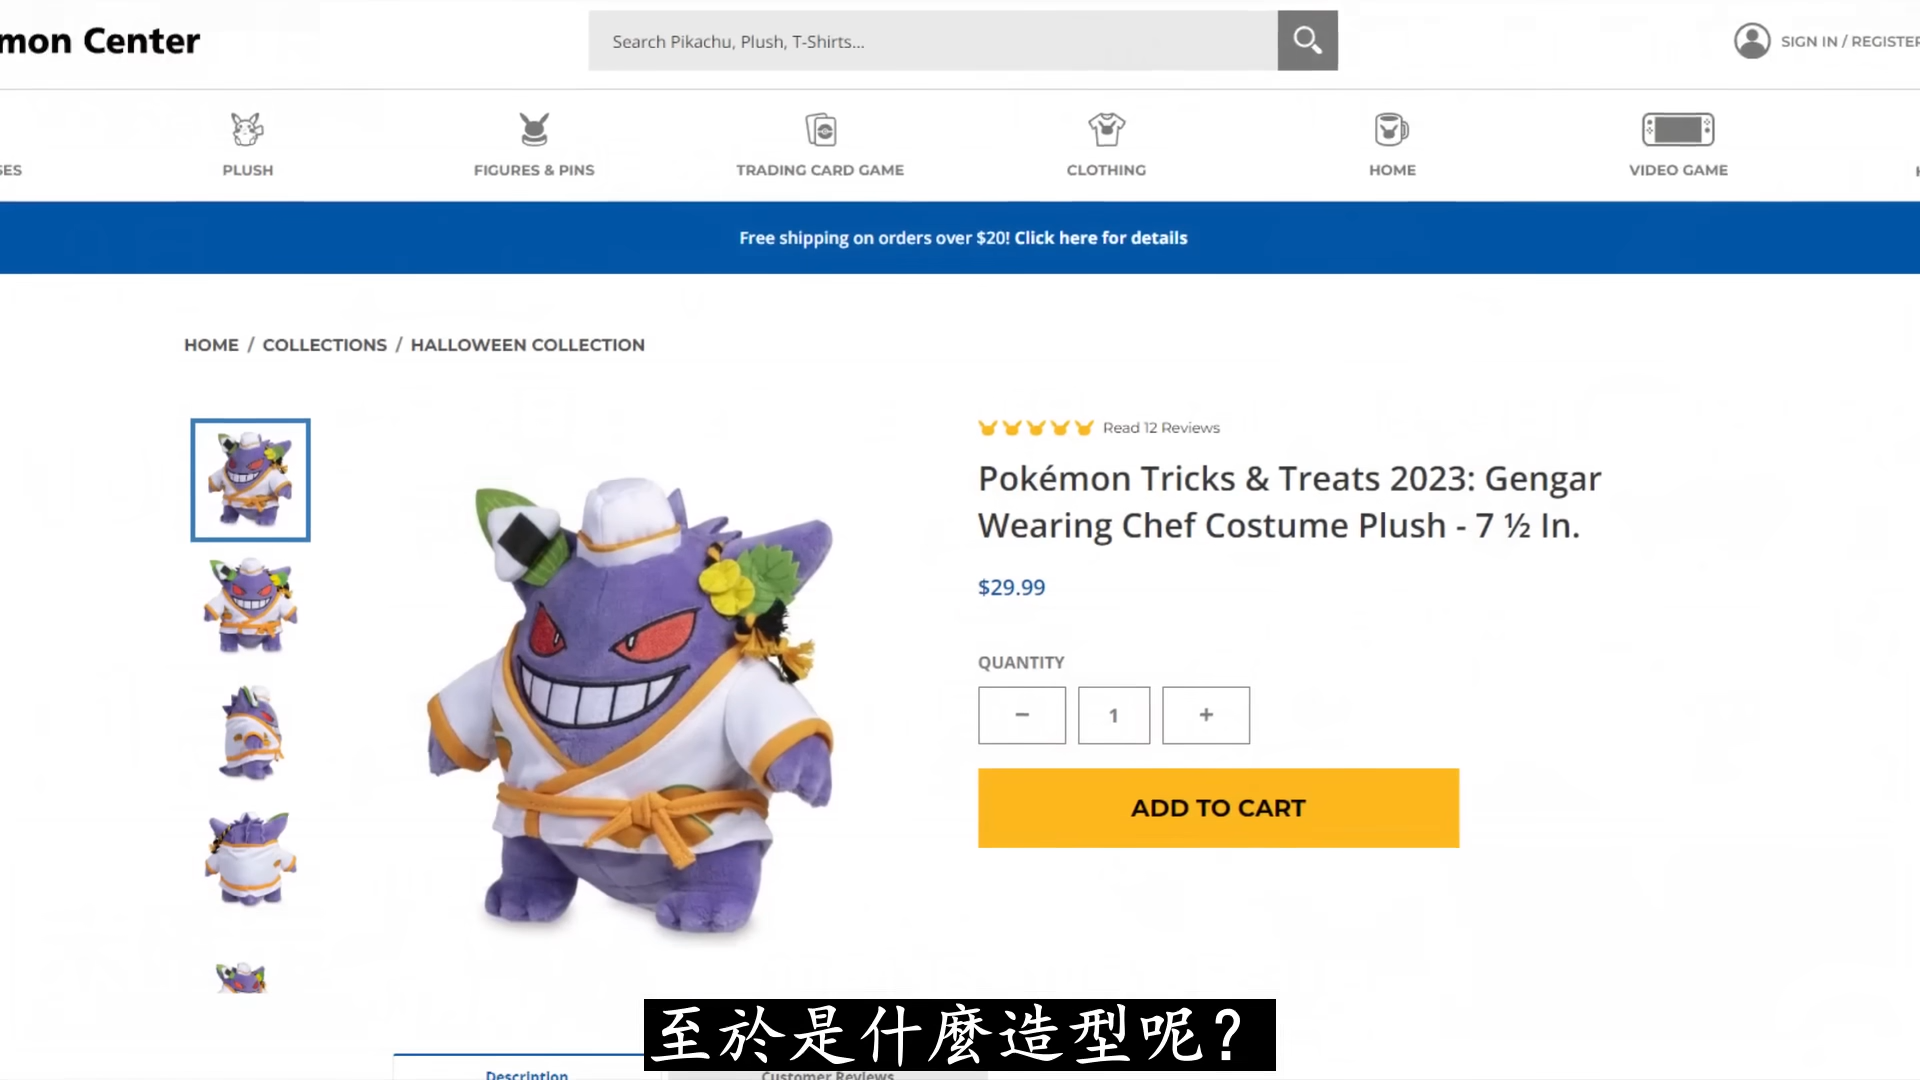 mon Center
Search Pikachu, Plush, T-Shirts...
SIGN IN / REGISTER
SES
PLUSH
FIGURES & PINS
TRADING CARD GAME
CLOTHING
HOME
VIDEO GAME
Free shipping on orders over $20! Click here for details
HOME / COLLECTIONS / HALLOWEEN COLLECTION
Read 12 Reviews
Pokémon Tricks & Treats 2023: Gengar
Wearing Chef Costume Plush - 7 ½ In.
$29.99
QUANTITY
− 1 +
ADD TO CART
至於是什麼造型呢？
Description
Customer Reviews